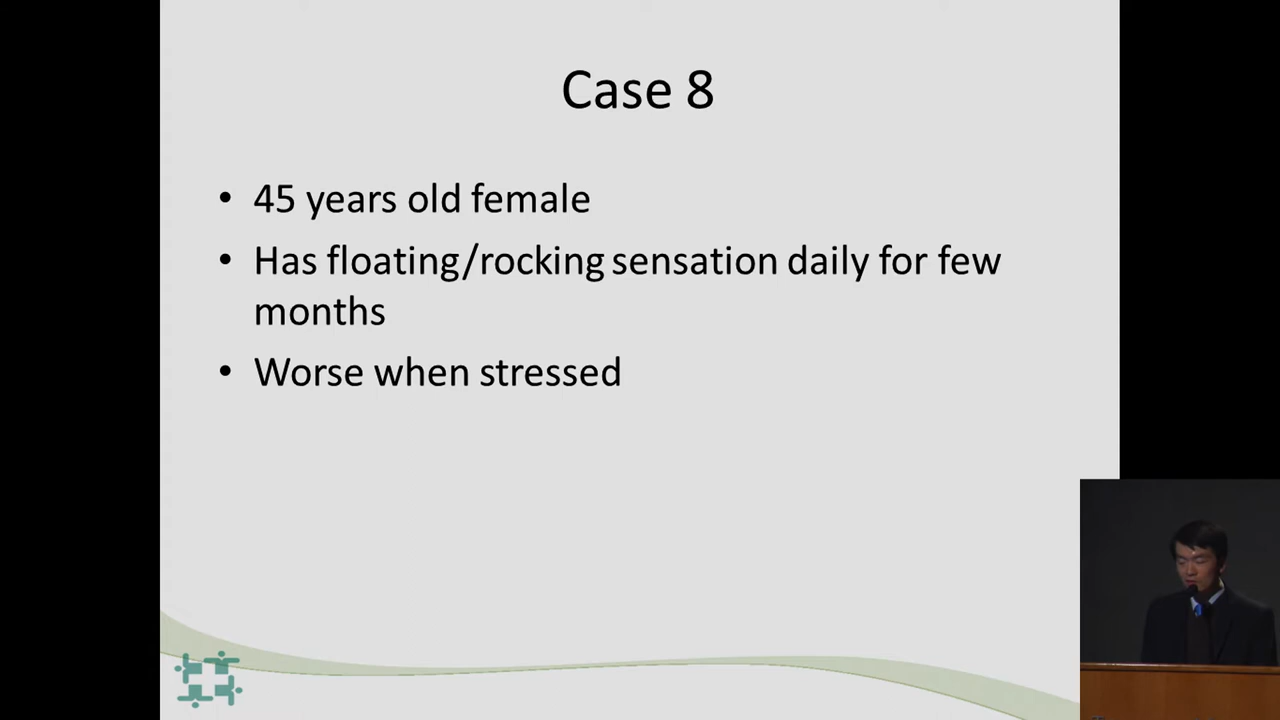 Case 8
• 45 years old female
• Has floating/rocking sensation daily for few
months
• Worse when stressed